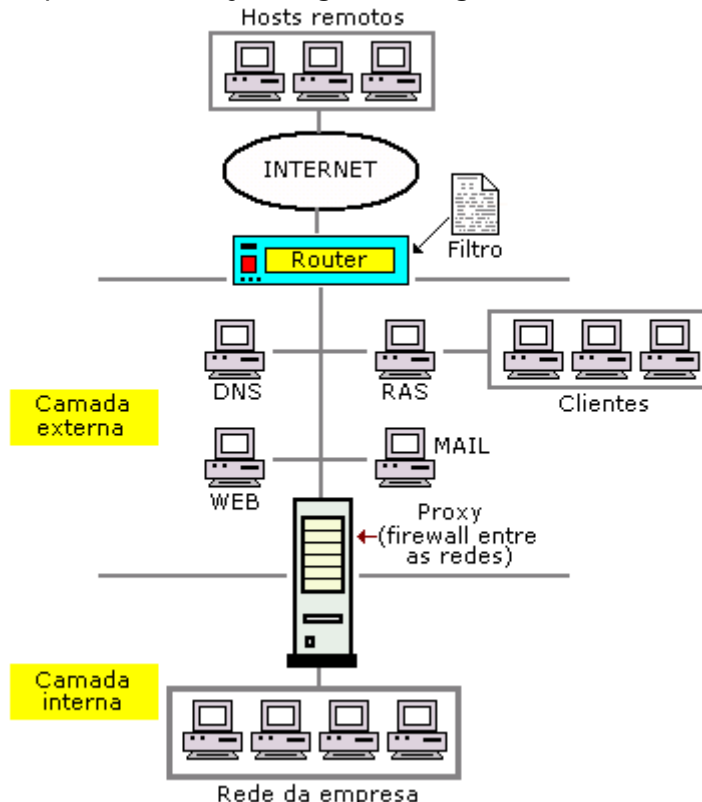 Hosts remotos
INTERNET
Filtro
Router
DNS
RAS
Clientes
Camada
externa
WEB
MAIL
Proxy
(firewall entre
as redes)
Camada
interna
Rede da empresa